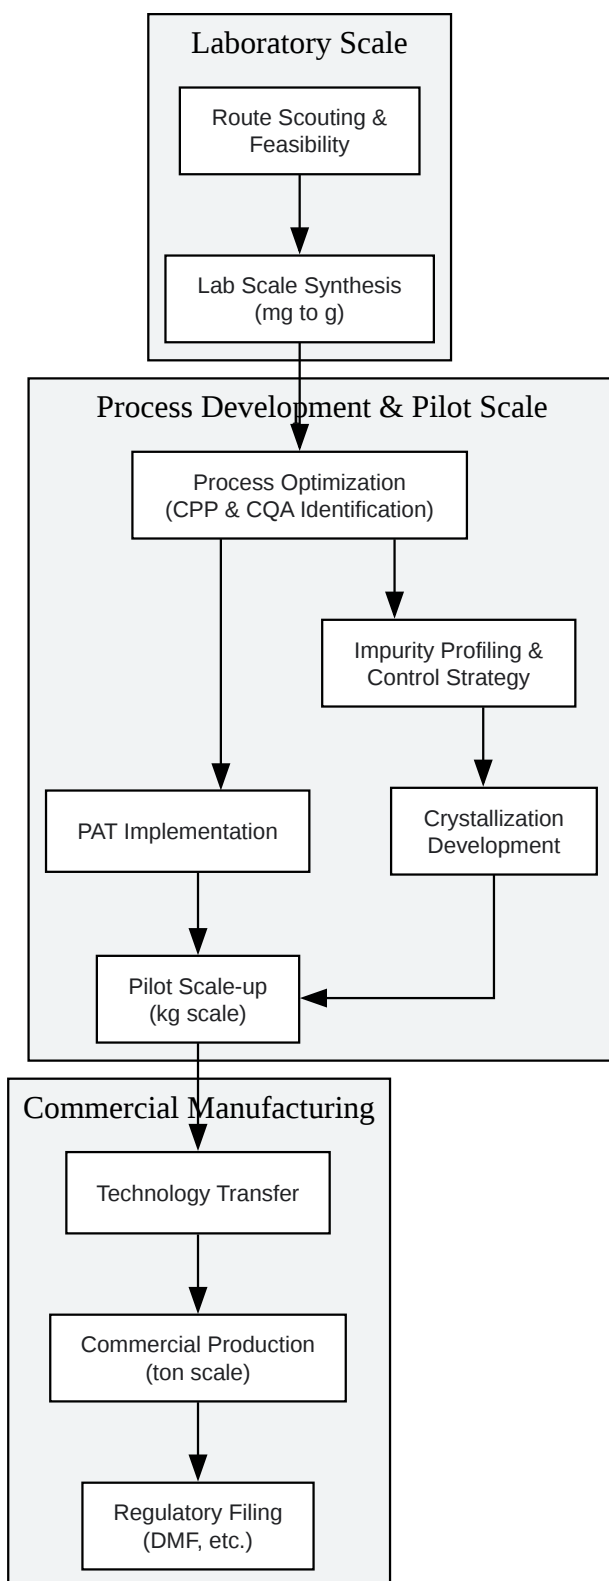 Laboratory Scale
Route Scouting &
Feasibility
Lab Scale Synthesis
(mg to g)
Process Development & Pilot Scale
Process Optimization
(CPP & CQA Identification)
Impurity Profiling &
Control Strategy
PAT Implementation
Crystallization
Development
Pilot Scale-up
(kg scale)
Commercial Manufacturing
Technology Transfer
Commercial Production
(ton scale)
Regulatory Filing
(DMF, etc.)